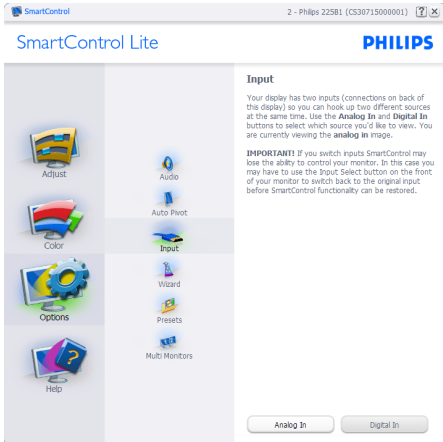 SmartControl
2 - Philips 225B1 (CS30715000001)
SmartControl Lite
PHILIPS
Adjust
Color
Options
Help
Audio
Auto Pivot
Input
Wizard
Presets
Multi Monitors
Input
Your display has two inputs (connections on back of
this display) so you can hook up two different sources
at the same time. Use the Analog In and Digital In
buttons to select which source you'd like to view. You
are currently viewing the analog in image.
IMPORTANT! If you switch inputs SmartControl may
lose the ability to control your monitor. In this case you
may have to use the Input Select button on the front
of your monitor to switch back to the original input
before SmartControl functionality can be restored.
Analog In
Digital In